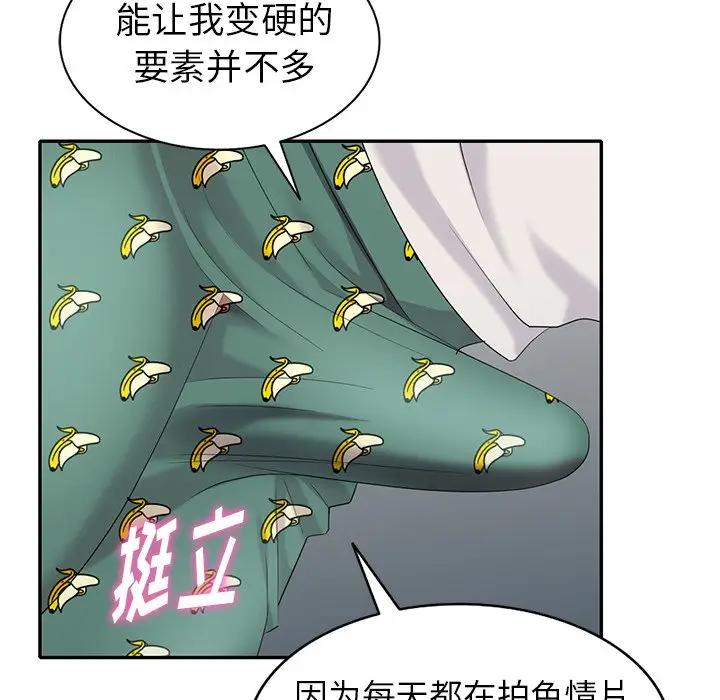 能让我变硬的
要素并不多
挺立
因为每天都在拍色情片